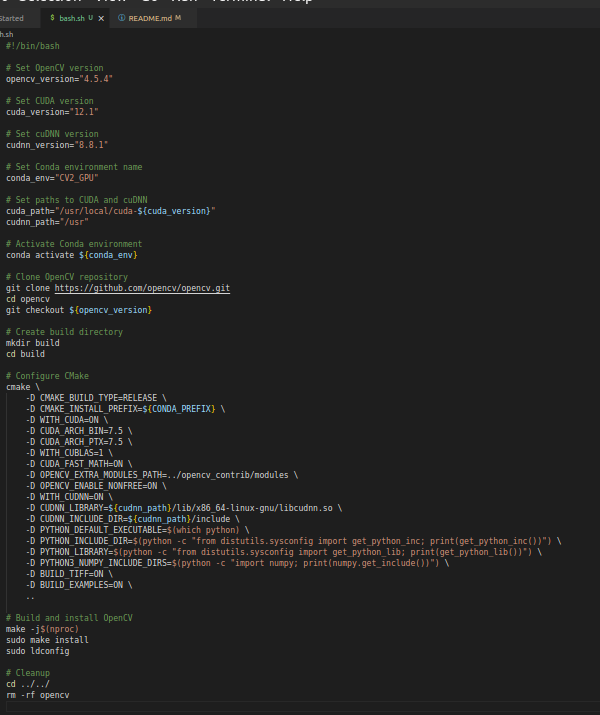 Selection View Go Run Terminal Help
Started
$ bash.sh U ×
ⓘ README.md M
h.sh
#!/bin/bash
# Set OpenCV version
opencv_version="4.5.4"
# Set CUDA version
cuda_version="12.1"
# Set cuDNN version
cudnn_version="8.8.1"
# Set Conda environment name
conda_env="CV2_GPU"
# Set paths to CUDA and cuDNN
cuda_path="/usr/local/cuda-${cuda_version}"
cudnn_path="/usr"
# Activate Conda environment
conda activate ${conda_env}
# Clone OpenCV repository
git clone https://github.com/opencv/opencv.git
cd opencv
git checkout ${opencv_version}
# Create build directory
mkdir build
cd build
# Configure CMake
cmake \
-D CMAKE_BUILD_TYPE=RELEASE \
-D CMAKE_INSTALL_PREFIX=${CONDA_PREFIX} \
-D WITH_CUDA=ON \
-D CUDA_ARCH_BIN=7.5 \
-D CUDA_ARCH_PTX=7.5 \
-D WITH_CUBLAS=1 \
-D CUDA_FAST_MATH=ON \
-D OPENCV_EXTRA_MODULES_PATH=../opencv_contrib/modules \
-D OPENCV_ENABLE_NONFREE=ON \
-D WITH_CUDNN=ON \
-D CUDNN_LIBRARY=${cudnn_path}/lib/x86_64-linux-gnu/libcudnn.so \
-D CUDNN_INCLUDE_DIR=${cudnn_path}/include \
-D PYTHON_DEFAULT_EXECUTABLE=$(which python) \
-D PYTHON_INCLUDE_DIR=$(python -c "from distutils.sysconfig import get_python_inc; print(get_python_inc())") \
-D PYTHON_LIBRARY=$(python -c "from distutils.sysconfig import get_python_lib; print(get_python_lib())") \
-D PYTHON3_NUMPY_INCLUDE_DIRS=$(python -c "import numpy; print(numpy.get_include())") \
-D BUILD_TIFF=ON \
-D BUILD_EXAMPLES=ON \
..
# Build and install OpenCV
make -j$(nproc)
sudo make install
sudo ldconfig
# Cleanup
cd ../../
rm -rf opencv